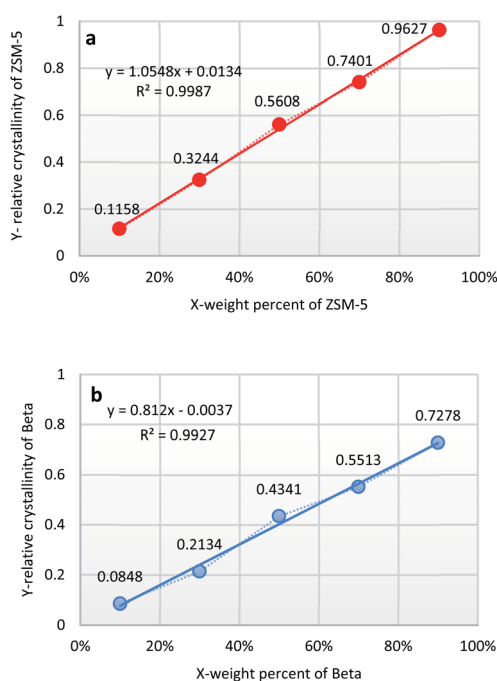 a
y = 1.0548x + 0.0134
R² = 0.9987
0.1158
0.3244
0.5608
0.7401
0.9627
Y- relative crystallinity of ZSM-5
1
0.8
0.6
0.4
0.2
0
0% 20% 40% 60% 80% 100%
X-weight percent of ZSM-5
b
y = 0.812x - 0.0037
R² = 0.9927
0.0848
0.2134
0.4341
0.5513
0.7278
Y-relative crystallinity of Beta
1
0.8
0.6
0.4
0.2
0
0% 20% 40% 60% 80% 100%
X-weight percent of Beta